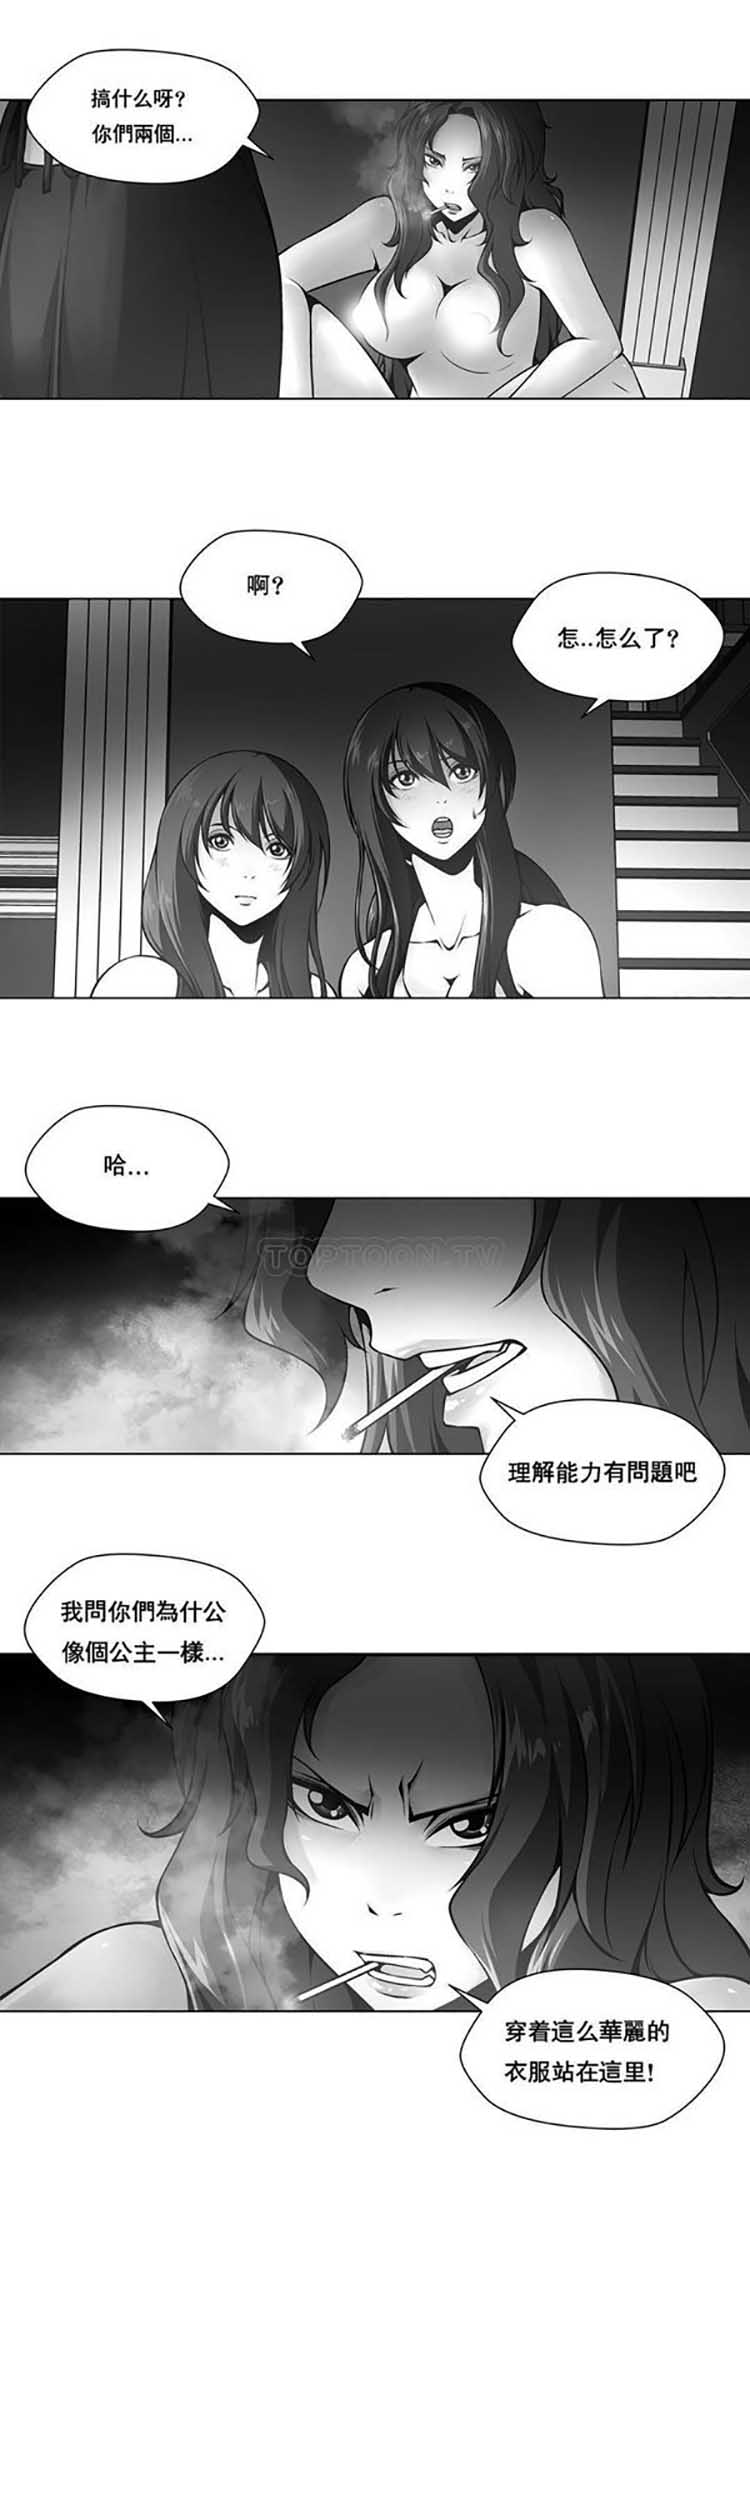 搞什么呀?
你們兩個...
啊?
怎..怎么了?
哈...
TOPTOON.TV
理解能力有問題吧
我問你們為什公
像個公主一樣...
穿着這么華麗的
衣服站在這里!